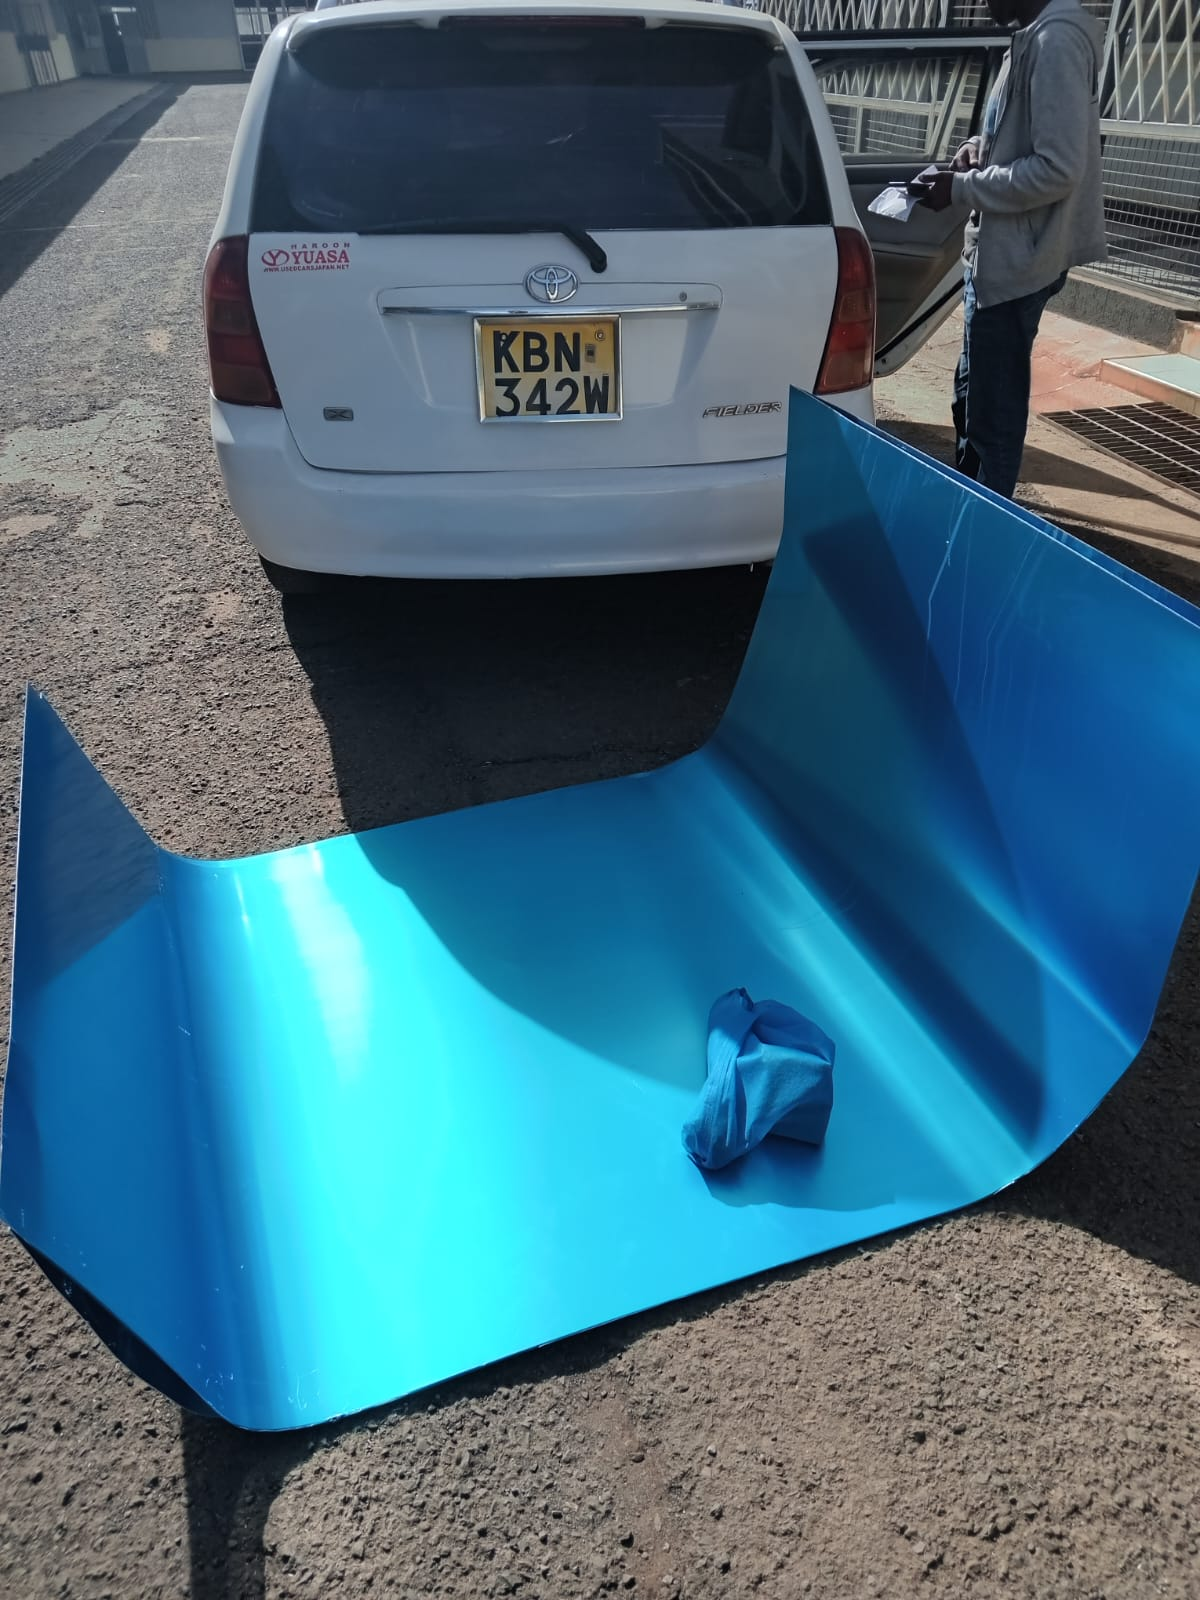 HAROON
YUASA
WWW.USEDCARSJAPAN.NET
KBN
342W
X
FIELDER